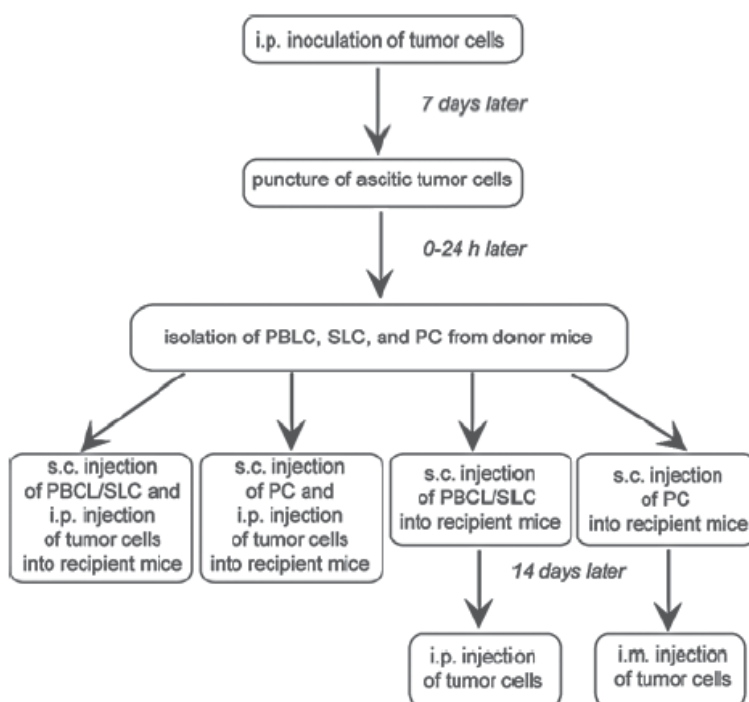 i.p. inoculation of tumor cells
7 days later
puncture of ascitic tumor cells
0-24 h later
isolation of PBLC, SLC, and PC from donor mice
s.c. injection
of PBCL/SLC and
i.p. injection
of tumor cells
into recipient mice
s.c. injection
of PC and
i.p. injection
of tumor cells
into recipient mice
s.c. injection
of PBCL/SLC
into recipient mice
s.c. injection
of PC
into recipient mice
14 days later
i.p. injection
of tumor cells
i.m. injection
of tumor cells